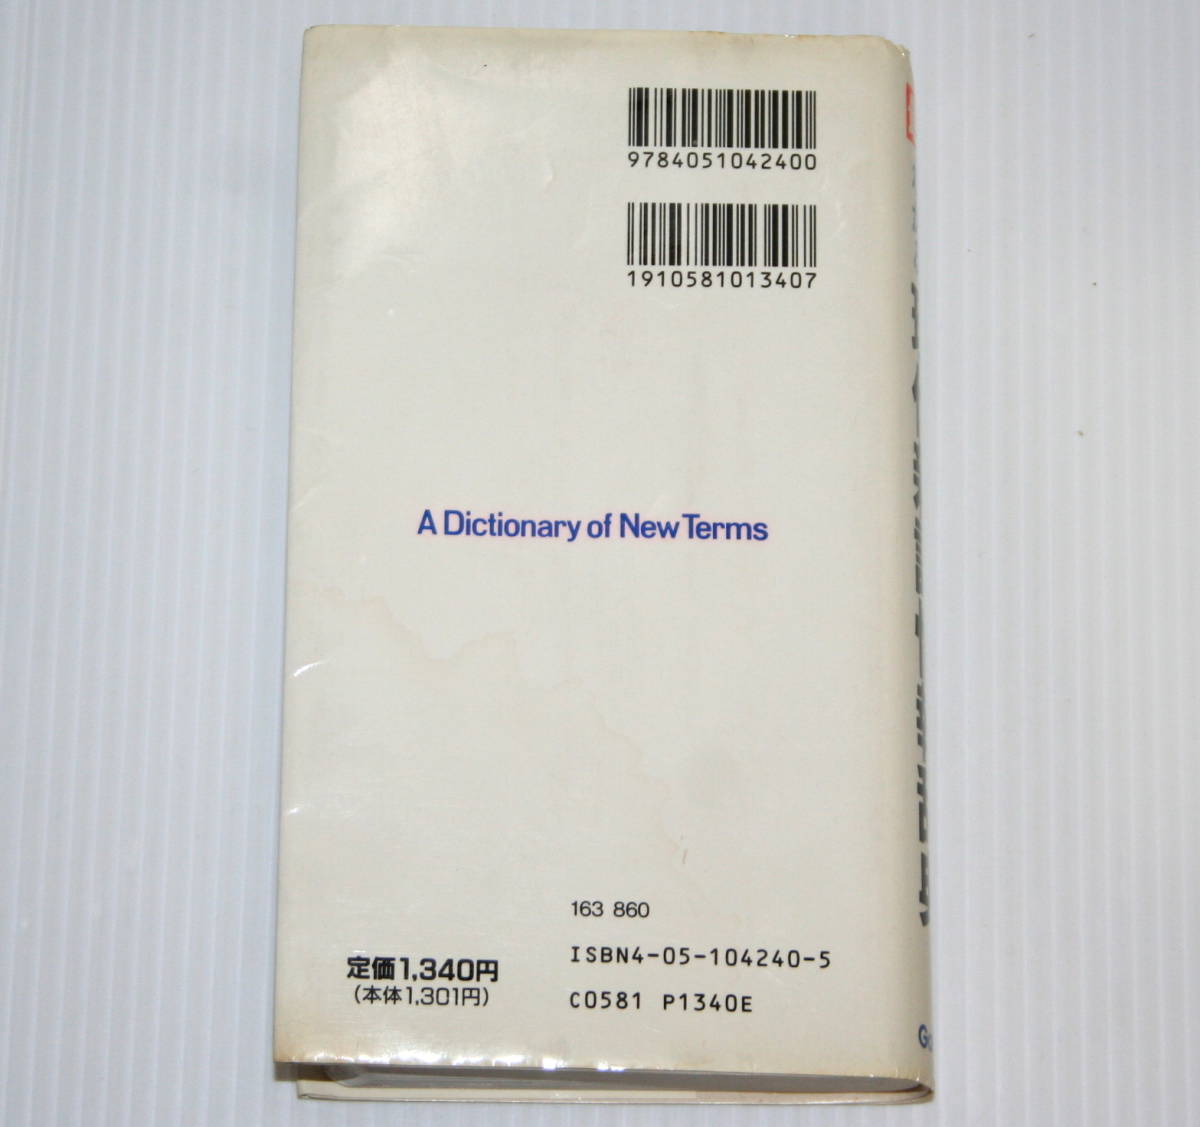 9784051042400
1910581013407
A Dictionary of New Terms
163 860
ISBN4-05-104240-5
定価1,340円
(本体1,301円)
C0581 P1340E